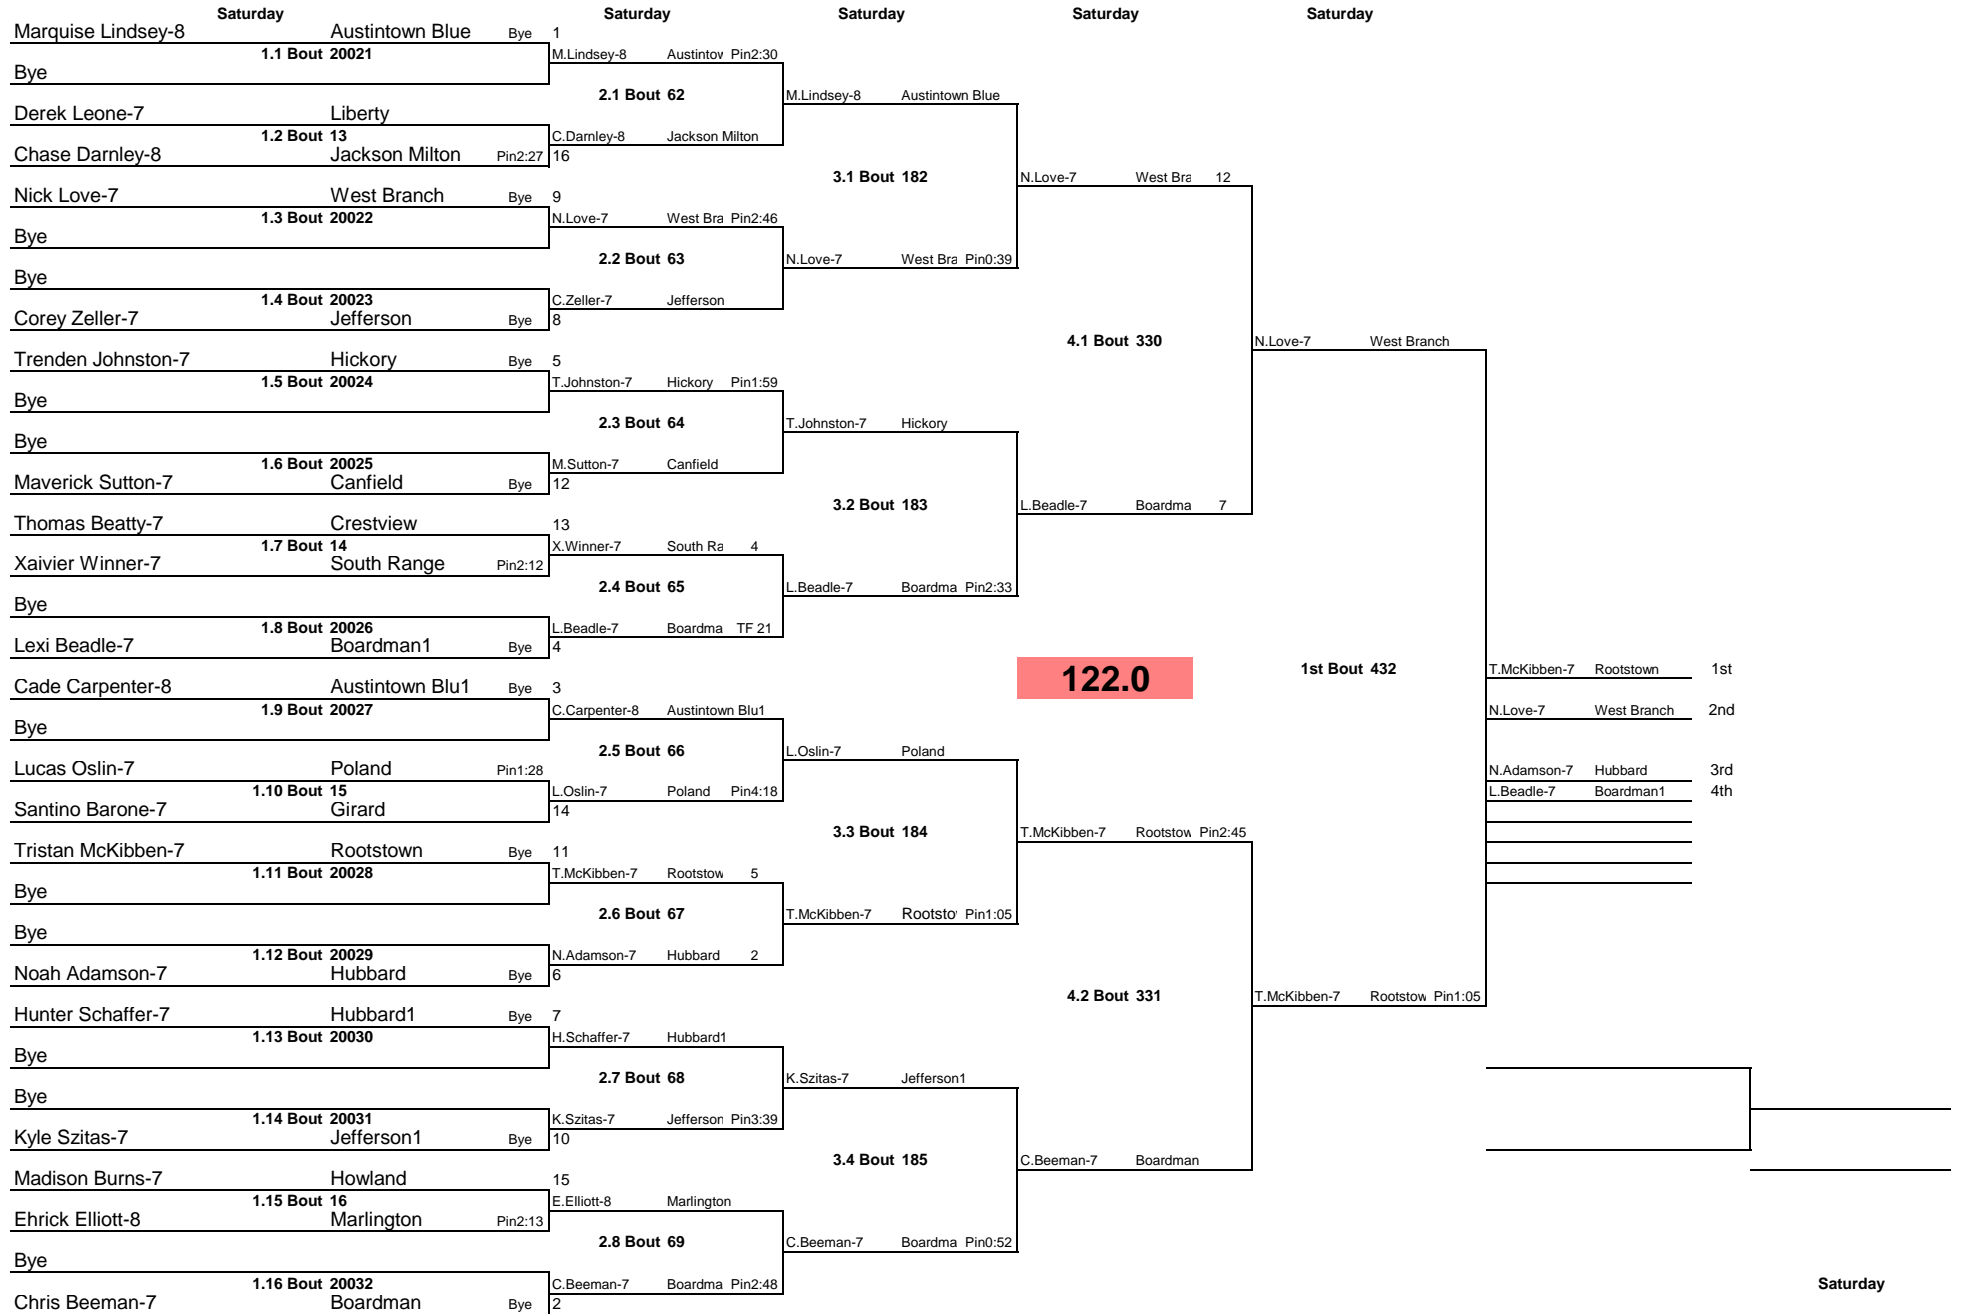 Saturday Saturday Saturday Saturday Saturday
Marquise Lindsey-8 Austintown Blue Bye 1
1.1 Bout 20021 M.Lindsey-8 Austintov Pin2:30
Bye
2.1 Bout 62 M.Lindsey-8 Austintown Blue
Derek Leone-7 Liberty
1.2 Bout 13 C.Darnley-8 Jackson Milton
Chase Darnley-8 Jackson Milton Pin2:27 16
3.1 Bout 182 N.Love-7 West Bra 12
Nick Love-7 West Branch Bye 9
1.3 Bout 20022 N.Love-7 West Bra Pin2:46
Bye
2.2 Bout 63 N.Love-7 West Bra Pin0:39
Bye
1.4 Bout 20023 C.Zeller-7 Jefferson
Corey Zeller-7 Jefferson Bye 8
4.1 Bout 330 N.Love-7 West Branch
Trenden Johnston-7 Hickory Bye 5
1.5 Bout 20024 T.Johnston-7 Hickory Pin1:59
Bye
2.3 Bout 64 T.Johnston-7 Hickory
Bye
1.6 Bout 20025 M.Sutton-7 Canfield
Maverick Sutton-7 Canfield Bye 12
3.2 Bout 183 L.Beadle-7 Boardma 7
Thomas Beatty-7 Crestview 13
1.7 Bout 14 X.Winner-7 South Ra 4
Xaivier Winner-7 South Range Pin2:12
2.4 Bout 65 L.Beadle-7 Boardma Pin2:33
Bye
1.8 Bout 20026 L.Beadle-7 Boardma TF 21
Lexi Beadle-7 Boardman1 Bye 4
122.0 1st Bout 432 T.McKibben-7 Rootstown 1st
Cade Carpenter-8 Austintown Blu1 Bye 3
1.9 Bout 20027 C.Carpenter-8 Austintown Blu1 N.Love-7 West Branch 2nd
Bye
2.5 Bout 66 L.Oslin-7 Poland
Lucas Oslin-7 Poland Pin1:28 N.Adamson-7 Hubbard 3rd
1.10 Bout 15 L.Oslin-7 Poland Pin4:18 L.Beadle-7 Boardman1 4th
Santino Barone-7 Girard 14
3.3 Bout 184 T.McKibben-7 Rootstow Pin2:45
Tristan McKibben-7 Rootstown Bye 11
1.11 Bout 20028 T.McKibben-7 Rootstow 5
Bye
2.6 Bout 67 T.McKibben-7 Rootsto Pin1:05
Bye
1.12 Bout 20029 N.Adamson-7 Hubbard 2
Noah Adamson-7 Hubbard Bye 6
4.2 Bout 331 T.McKibben-7 Rootstow Pin1:05
Hunter Schaffer-7 Hubbard1 Bye 7
1.13 Bout 20030 H.Schaffer-7 Hubbard1
Bye
2.7 Bout 68 K.Szitas-7 Jefferson1
Bye
1.14 Bout 20031 K.Szitas-7 Jefferson Pin3:39
Kyle Szitas-7 Jefferson1 Bye 10
3.4 Bout 185 C.Beeman-7 Boardman
Madison Burns-7 Howland 15
1.15 Bout 16 E.Elliott-8 Marlington
Ehrick Elliott-8 Marlington Pin2:13
2.8 Bout 69 C.Beeman-7 Boardma Pin0:52
Bye
1.16 Bout 20032 C.Beeman-7 Boardma Pin2:48 Saturday
Chris Beeman-7 Boardman Bye 2